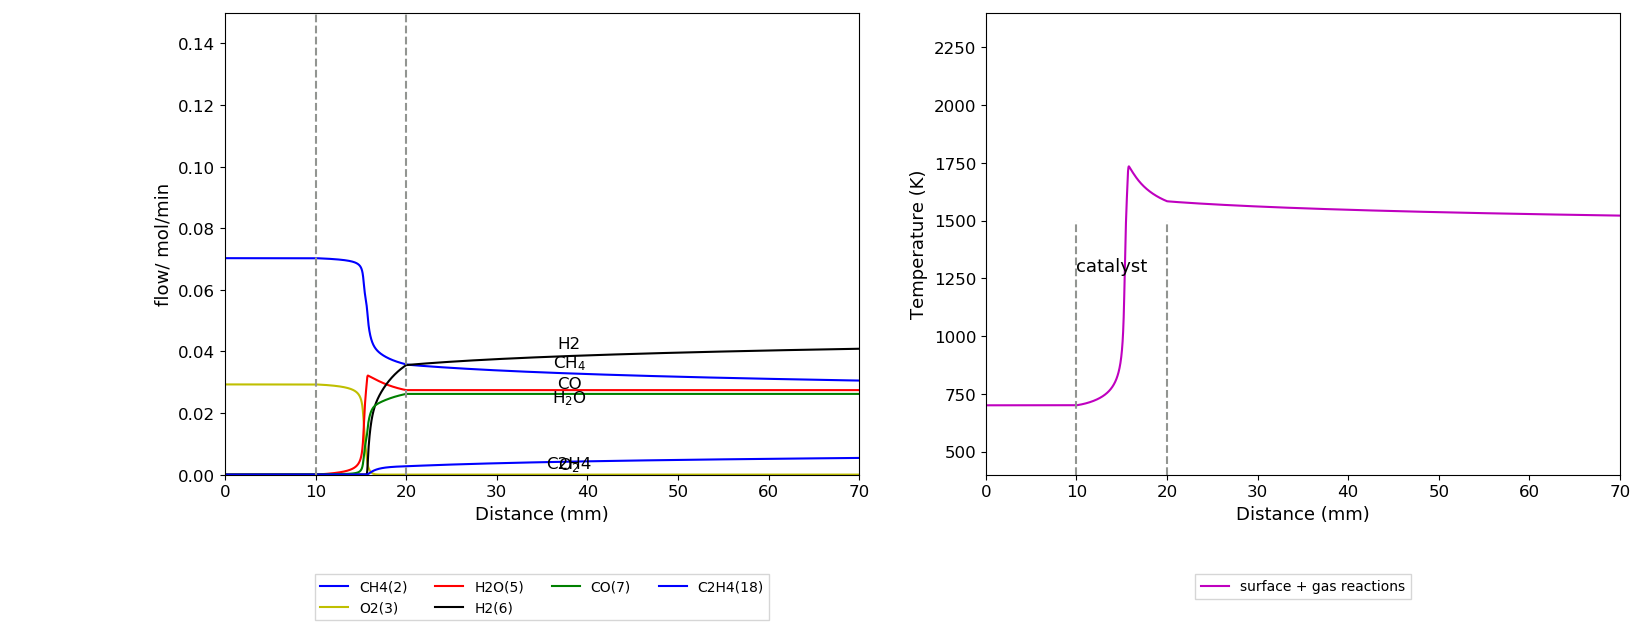 0.14
0.12
0.10
0.08
0.06
0.04
0.02
0.00
flow/ mol/min
H2
CH₄
CO
H₂O
C2H4
O₂
0 10 20 30 40 50 60 70
Distance (mm)
CH4(2) H2O(5) CO(7) C2H4(18)
O2(3) H2(6)
2250
2000
1750
1500
1250
1000
750
500
Temperature (K)
catalyst
0 10 20 30 40 50 60 70
Distance (mm)
surface + gas reactions